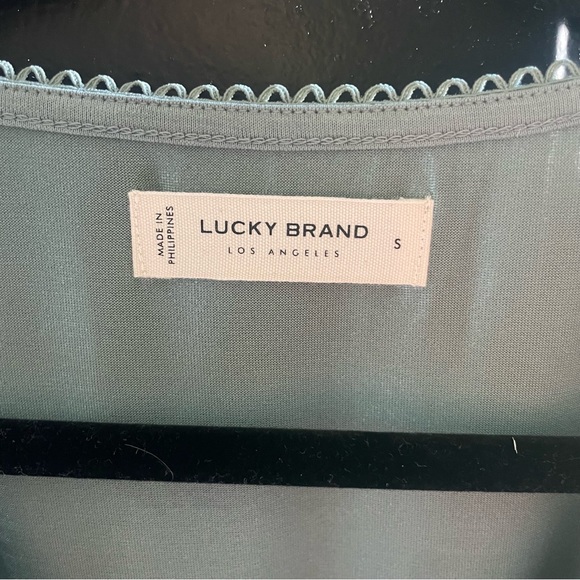 MADE IN
PHILIPPINES
LUCKY BRAND
LOS ANGELES
S